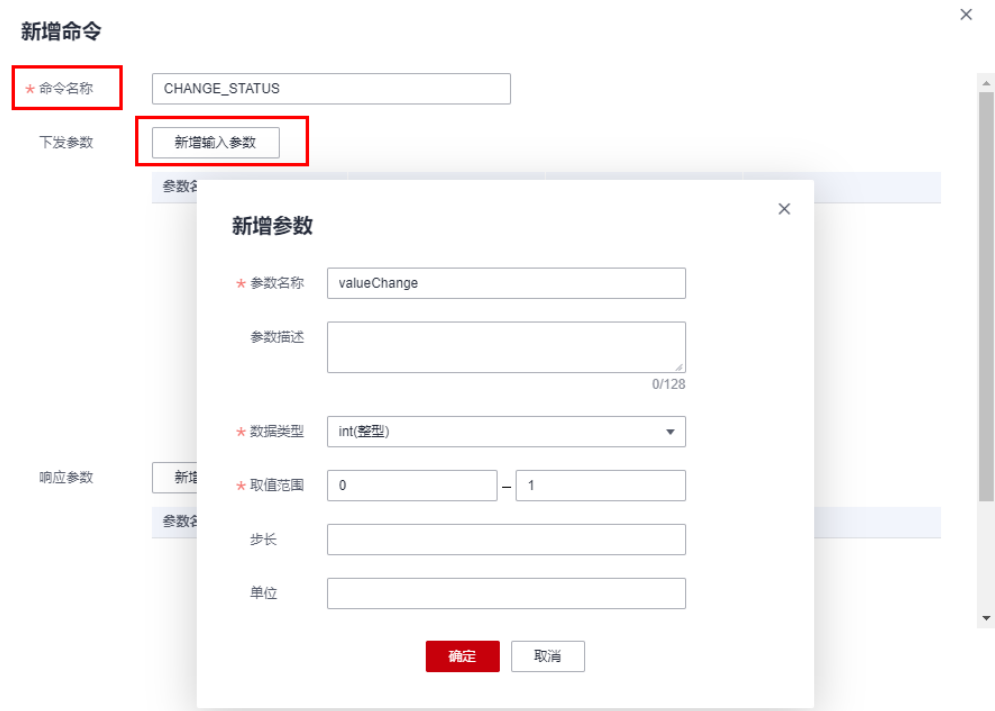 新增命令
* 命令名称 CHANGE_STATUS
下发参数 新增输入参数
参数
新增参数
* 参数名称 valueChange
参数描述
0/128
* 数据类型 int(整型)
* 取值范围 0 – 1
步长
单位
确定 取消
响应参数 新增
参数